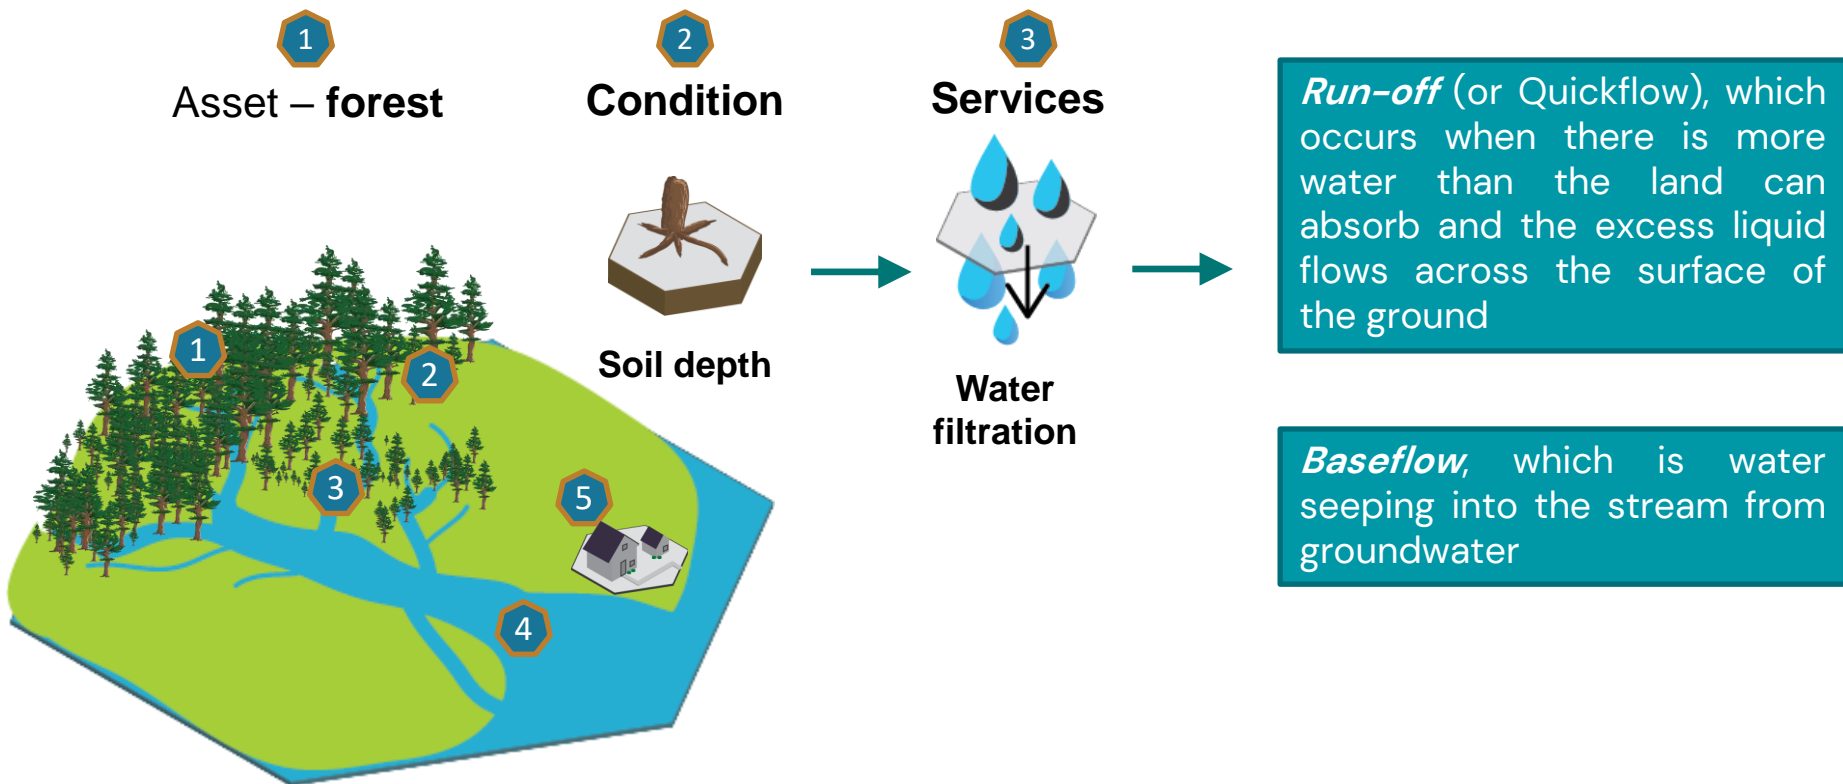 1
Asset – forest
2
Condition
Soil depth
3
Services
Water
filtration
Run-off (or Quickflow), which
occurs when there is more
water than the land can
absorb and the excess liquid
flows across the surface of
the ground
Baseflow, which is water
seeping into the stream from
groundwater
1
2
3
5
4